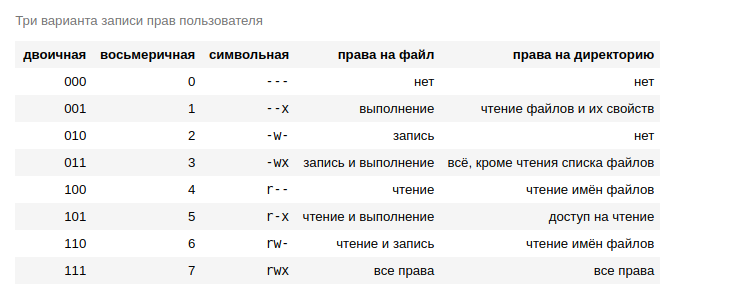 Три варианта записи прав пользователя
двоичная восьмеричная символьная права на файл права на директорию
000 0 --- нет нет
001 1 --x выполнение чтение файлов и их свойств
010 2 -w- запись нет
011 3 -wx запись и выполнение всё, кроме чтения списка файлов
100 4 r-- чтение чтение имён файлов
101 5 r-x чтение и выполнение доступ на чтение
110 6 rw- чтение и запись чтение имён файлов
111 7 rwx все права все права